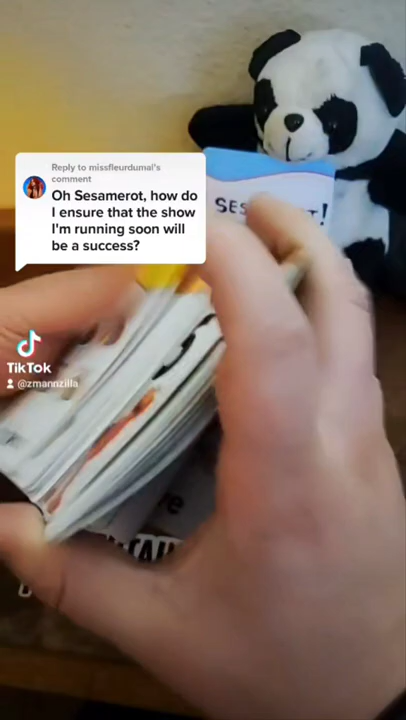 Reply to missfleurdumal's
comment
Oh Sesamerot, how do
I ensure that the show
I'm running soon will
be a success?
TikTok
@zmannzilla